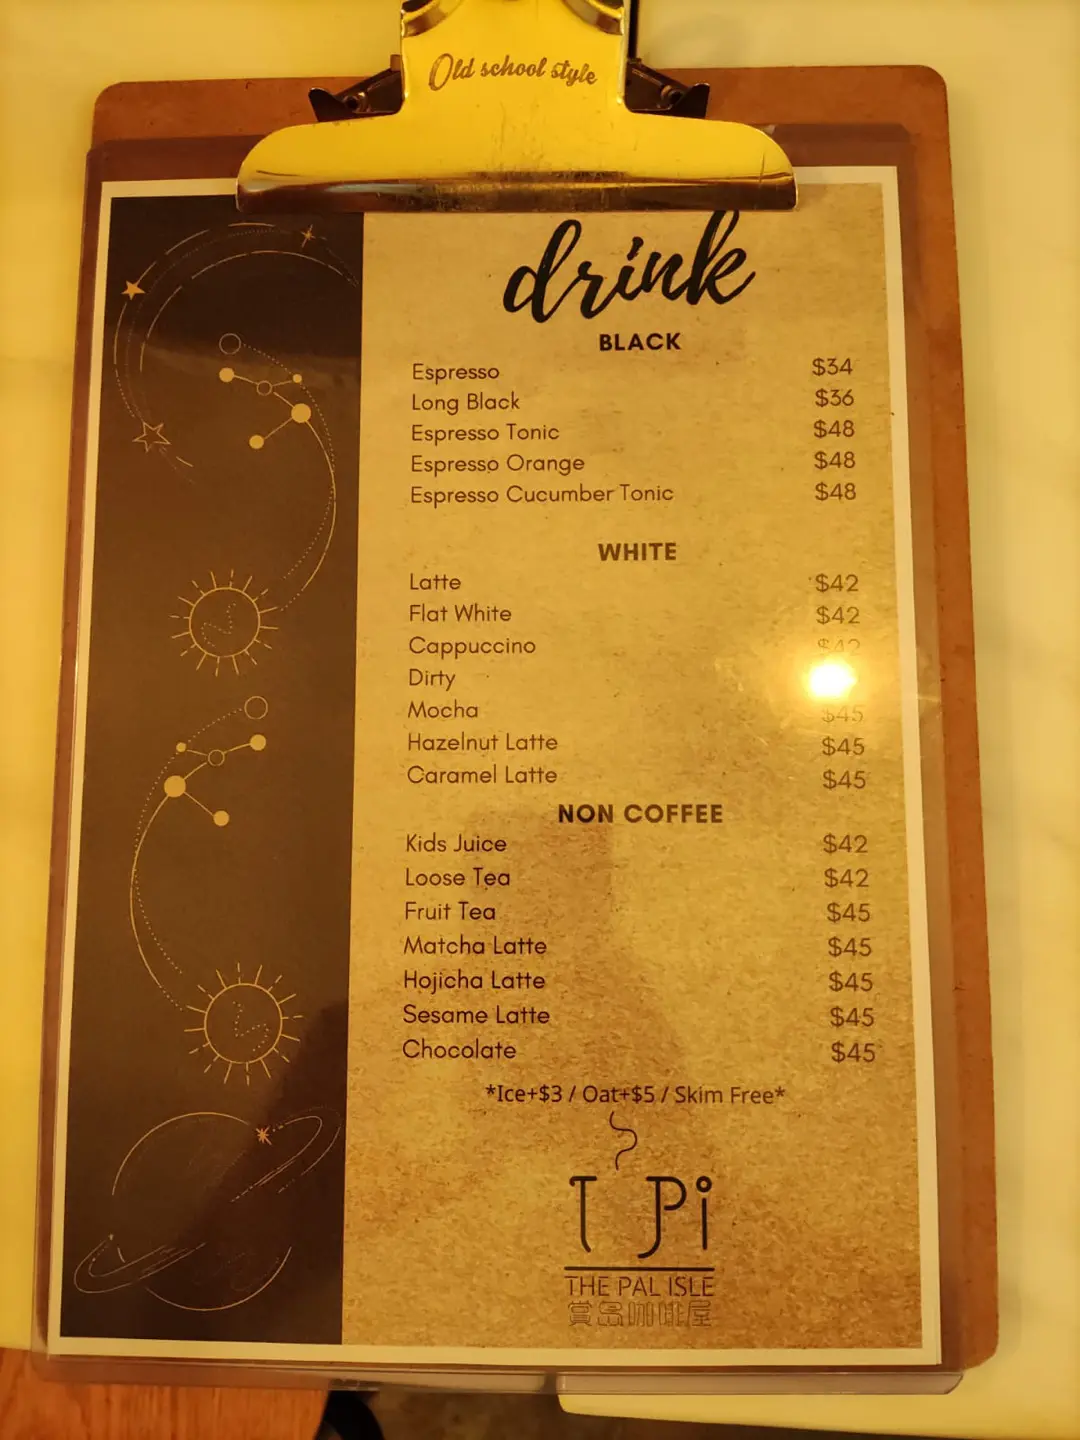 Old school style
drink
BLACK
Espresso $34
Long Black $36
Espresso Tonic $48
Espresso Orange $48
Espresso Cucumber Tonic $48
WHITE
Latte $42
Flat White $42
Cappuccino $42
Dirty
Mocha $45
Hazelnut Latte $45
Caramel Latte $45
NON COFFEE
Kids Juice $42
Loose Tea $42
Fruit Tea $45
Matcha Latte $45
Hojicha Latte $45
Sesame Latte $45
Chocolate $45
*Ice+$3 / Oat+$5 / Skim Free*
T Pi
THE PAL ISLE
賞島咖啡屋